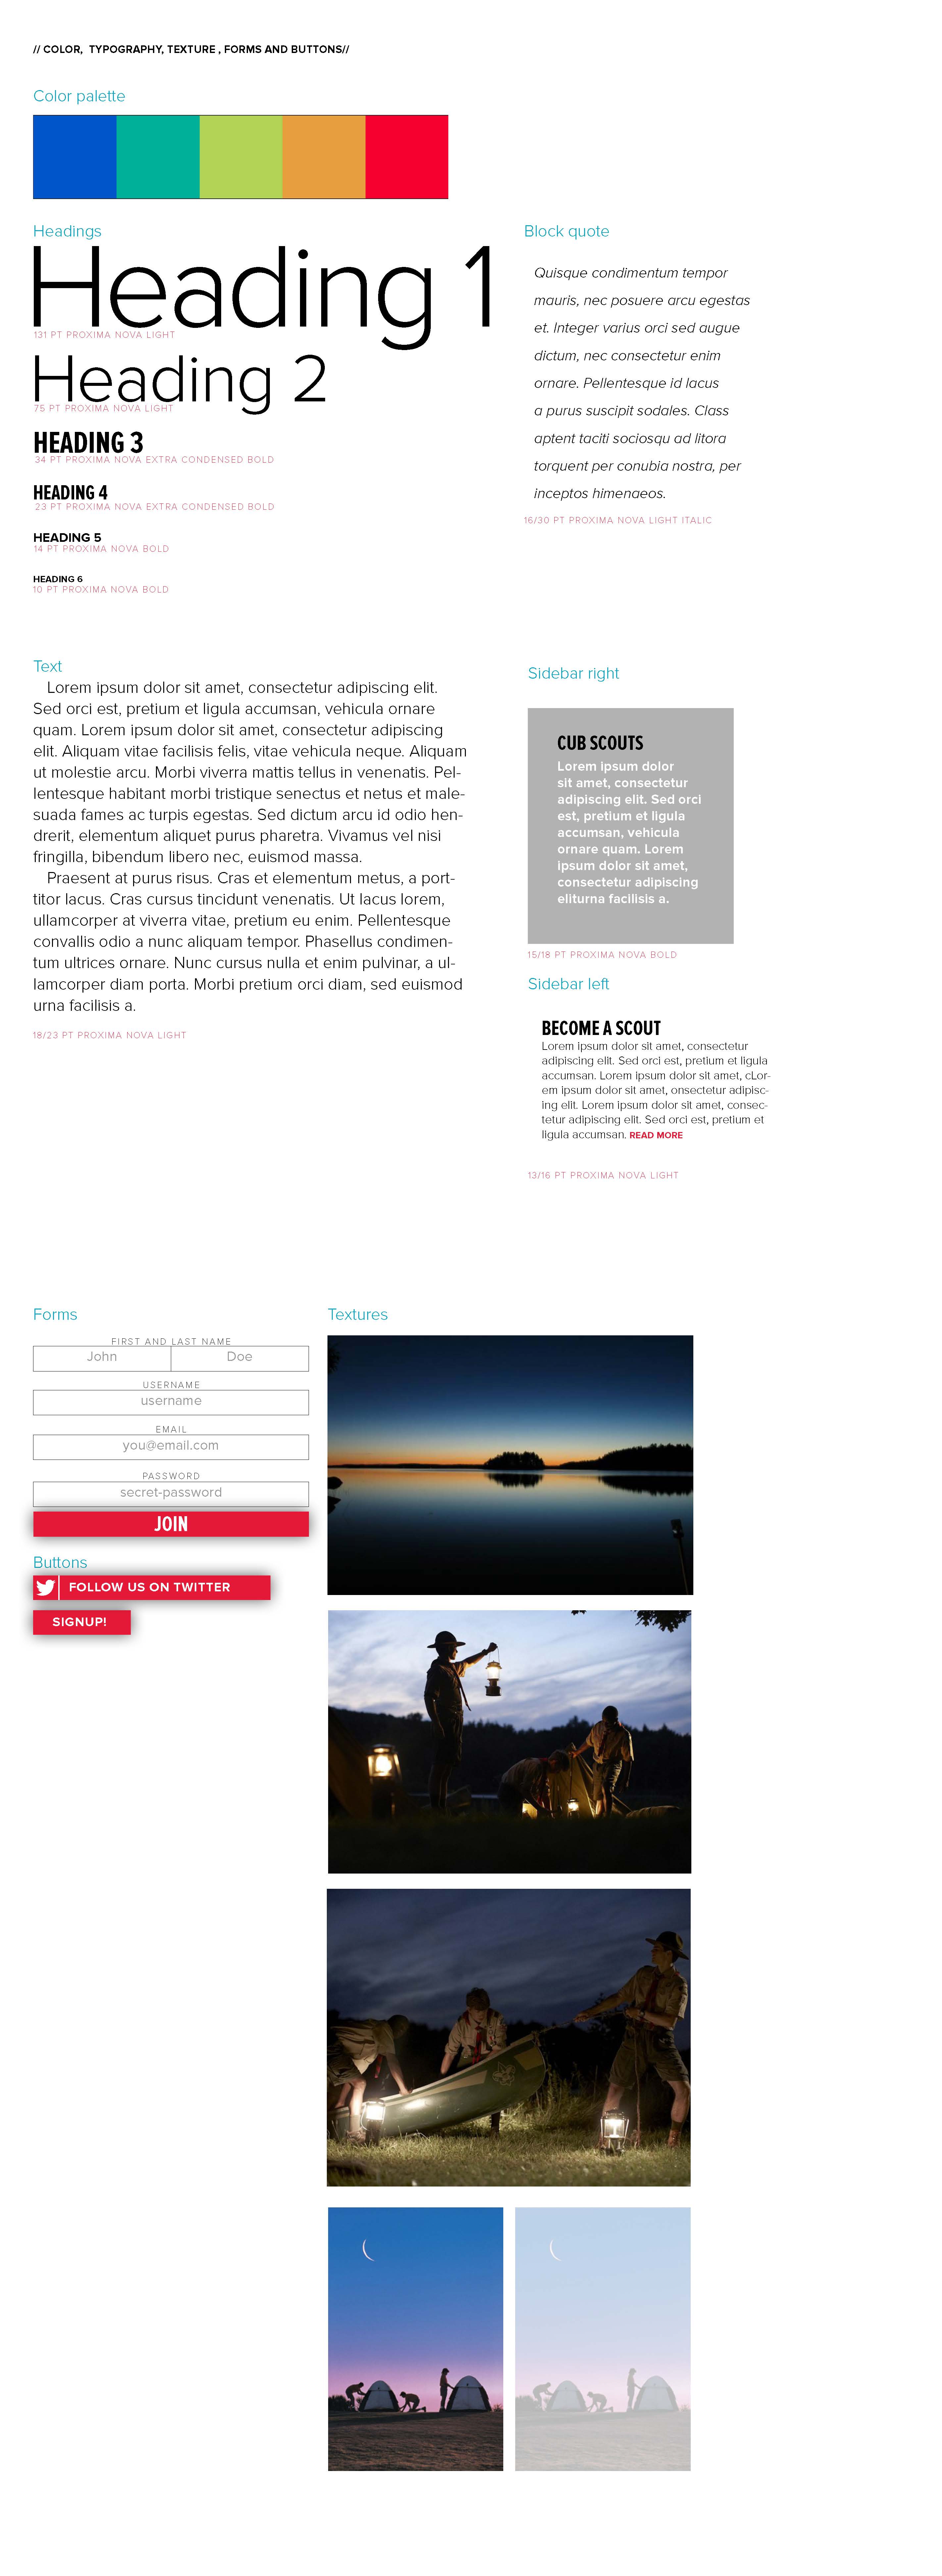 // COLOR,  TYPOGRAPHY, TEXTURE , FORMS AND BUTTONS//
Color palette
Headings
Heading 1
131 PT PROXIMA NOVA LIGHT
Heading 2
75 PT PROXIMA NOVA LIGHT
HEADING 3
34 PT PROXIMA NOVA EXTRA CONDENSED BOLD
HEADING 4
23 PT PROXIMA NOVA EXTRA CONDENSED BOLD
HEADING 5
14 PT PROXIMA NOVA BOLD
HEADING 6
10 PT PROXIMA NOVA BOLD
Block quote
Quisque condimentum tempor
mauris, nec posuere arcu egestas
et. Integer varius orci sed augue
dictum, nec consectetur enim
ornare. Pellentesque id lacus
a purus suscipit sodales. Class
aptent taciti sociosqu ad litora
torquent per conubia nostra, per
inceptos himenaeos.
16/30 PT PROXIMA NOVA LIGHT ITALIC
Text
Lorem ipsum dolor sit amet, consectetur adipiscing elit.
Sed orci est, pretium et ligula accumsan, vehicula ornare
quam. Lorem ipsum dolor sit amet, consectetur adipiscing
elit. Aliquam vitae facilisis felis, vitae vehicula neque. Aliquam
ut molestie arcu. Morbi viverra mattis tellus in venenatis. Pel-
lentesque habitant morbi tristique senectus et netus et male-
suada fames ac turpis egestas. Sed dictum arcu id odio hen-
drerit, elementum aliquet purus pharetra. Vivamus vel nisi
fringilla, bibendum libero nec, euismod massa.
Praesent at purus risus. Cras et elementum metus, a port-
titor lacus. Cras cursus tincidunt venenatis. Ut lacus lorem,
ullamcorper at viverra vitae, pretium eu enim. Pellentesque
convallis odio a nunc aliquam tempor. Phasellus condimen-
tum ultrices ornare. Nunc cursus nulla et enim pulvinar, a ul-
lamcorper diam porta. Morbi pretium orci diam, sed euismod
urna facilisis a.
18/23 PT PROXIMA NOVA LIGHT
Sidebar right
CUB SCOUTS
Lorem ipsum dolor
sit amet, consectetur
adipiscing elit. Sed orci
est, pretium et ligula
accumsan, vehicula
ornare quam. Lorem
ipsum dolor sit amet,
consectetur adipiscing
eliturna facilisis a.
15/18 PT PROXIMA NOVA BOLD
Sidebar left
BECOME A SCOUT
Lorem ipsum dolor sit amet, consectetur
adipiscing elit. Sed orci est, pretium et ligula
accumsan. Lorem ipsum dolor sit amet, cLor-
em ipsum dolor sit amet, onsectetur adipisc-
ing elit. Lorem ipsum dolor sit amet, consec-
tetur adipiscing elit. Sed orci est, pretium et
ligula accumsan. READ MORE
13/16 PT PROXIMA NOVA LIGHT
Forms
FIRST AND LAST NAME
John Doe
USERNAME
username
EMAIL
you@email.com
PASSWORD
secret-password
JOIN
Buttons
FOLLOW US ON TWITTER
SIGNUP!
Textures